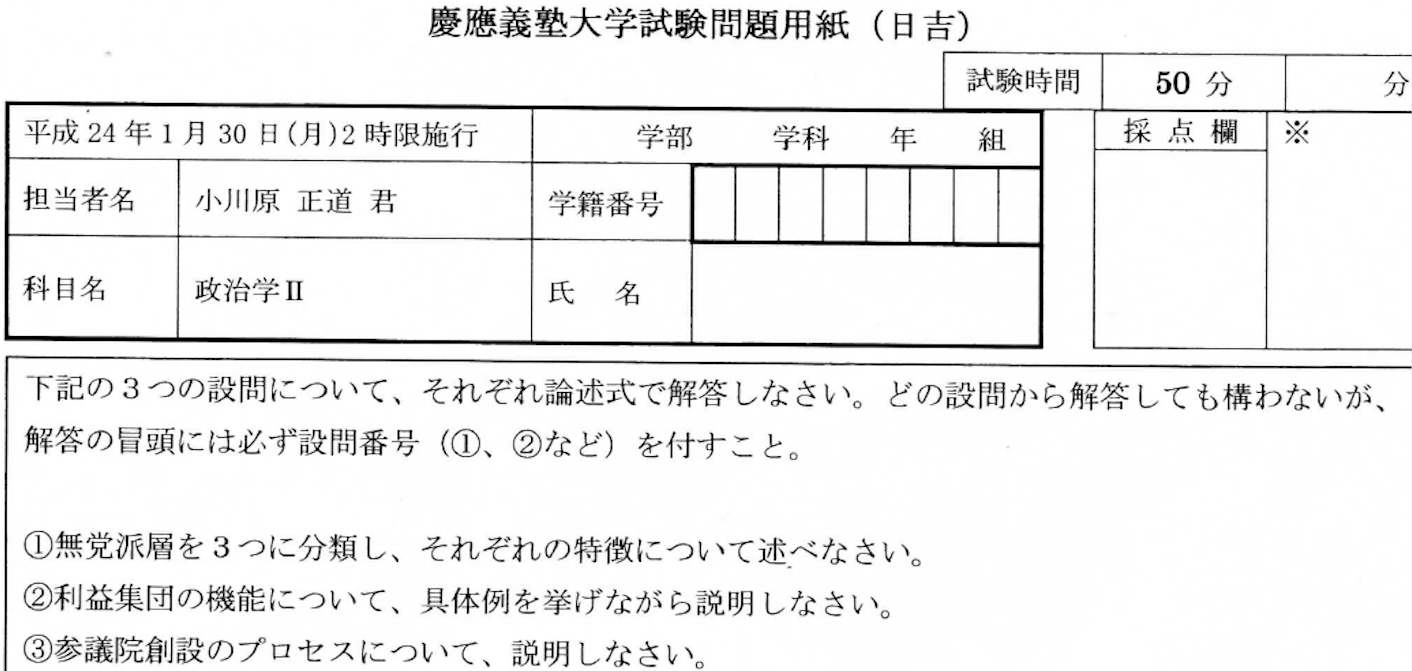 慶應義塾大学試験問題用紙（日吉）
試験時間 50 分 分
平成 24 年 1 月 30 日(月)2 時限施行 学部 学科 年 組 採 点 欄 ※
担当者名 小川原 正道 君 学籍番号
科目名 政治学Ⅱ 氏 名
下記の３つの設問について、それぞれ論述式で解答しなさい。どの設問から解答しても構わないが、
解答の冒頭には必ず設問番号（①、②など）を付すこと。
①無党派層を３つに分類し、それぞれの特徴について述べなさい。
②利益集団の機能について、具体例を挙げながら説明しなさい。
③参議院創設のプロセスについて、説明しなさい。